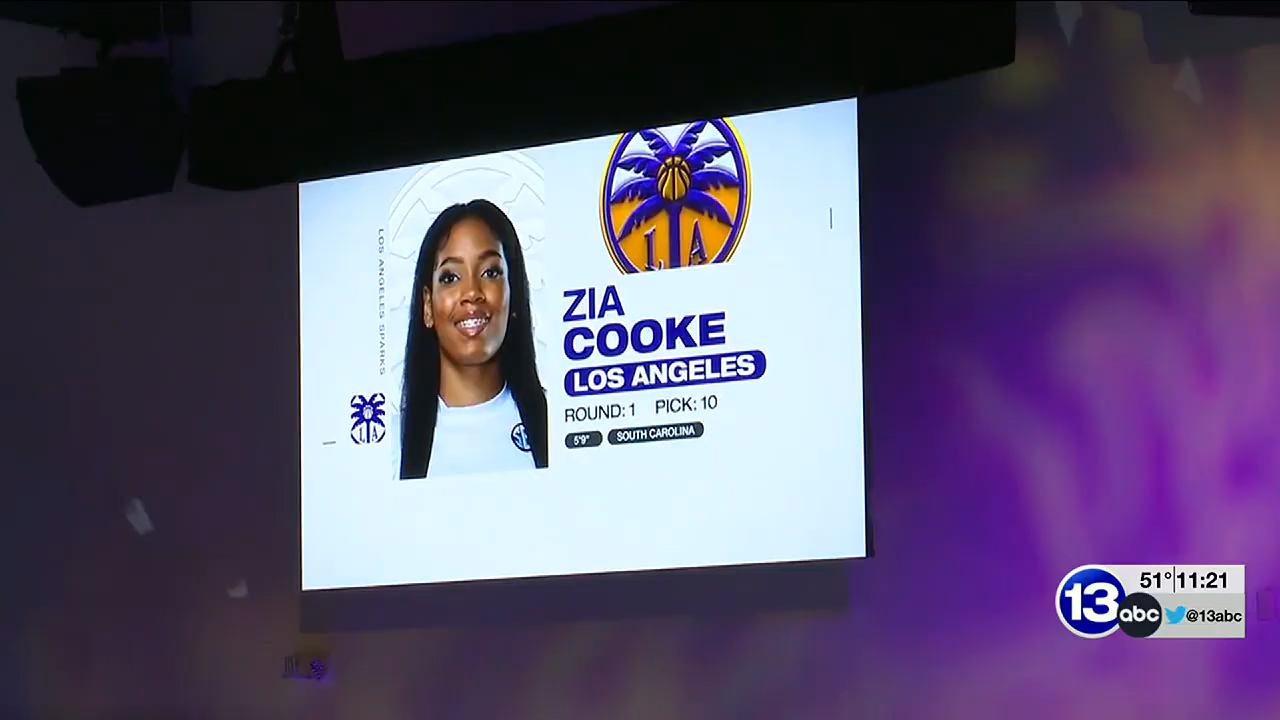 LOS ANGELES SPARKS
LA
LA
ZIA
COOKE
LOS ANGELES
ROUND: 1 PICK: 10
5'9" SOUTH CAROLINA
13
abc
51° 11:21
@13abc